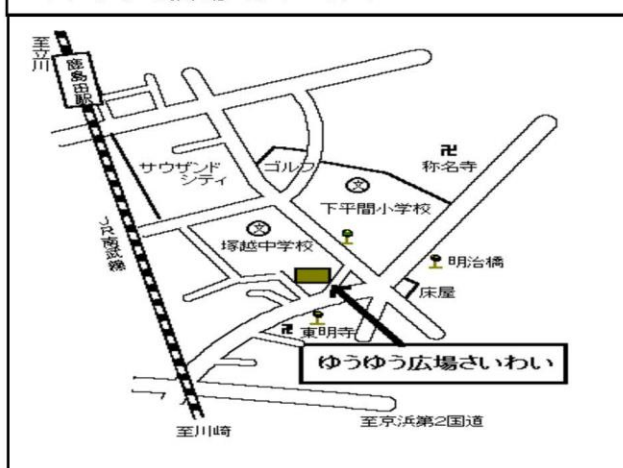 至立川
鹿島田駅
サウザンド
シティ
ゴルフ
卍
称名寺
文
下平間小学校
文
塚越中学校
JR南武線
明治橋
床屋
卍
東明寺
ゆうゆう広場さいわい
至川崎
至京浜第2国道